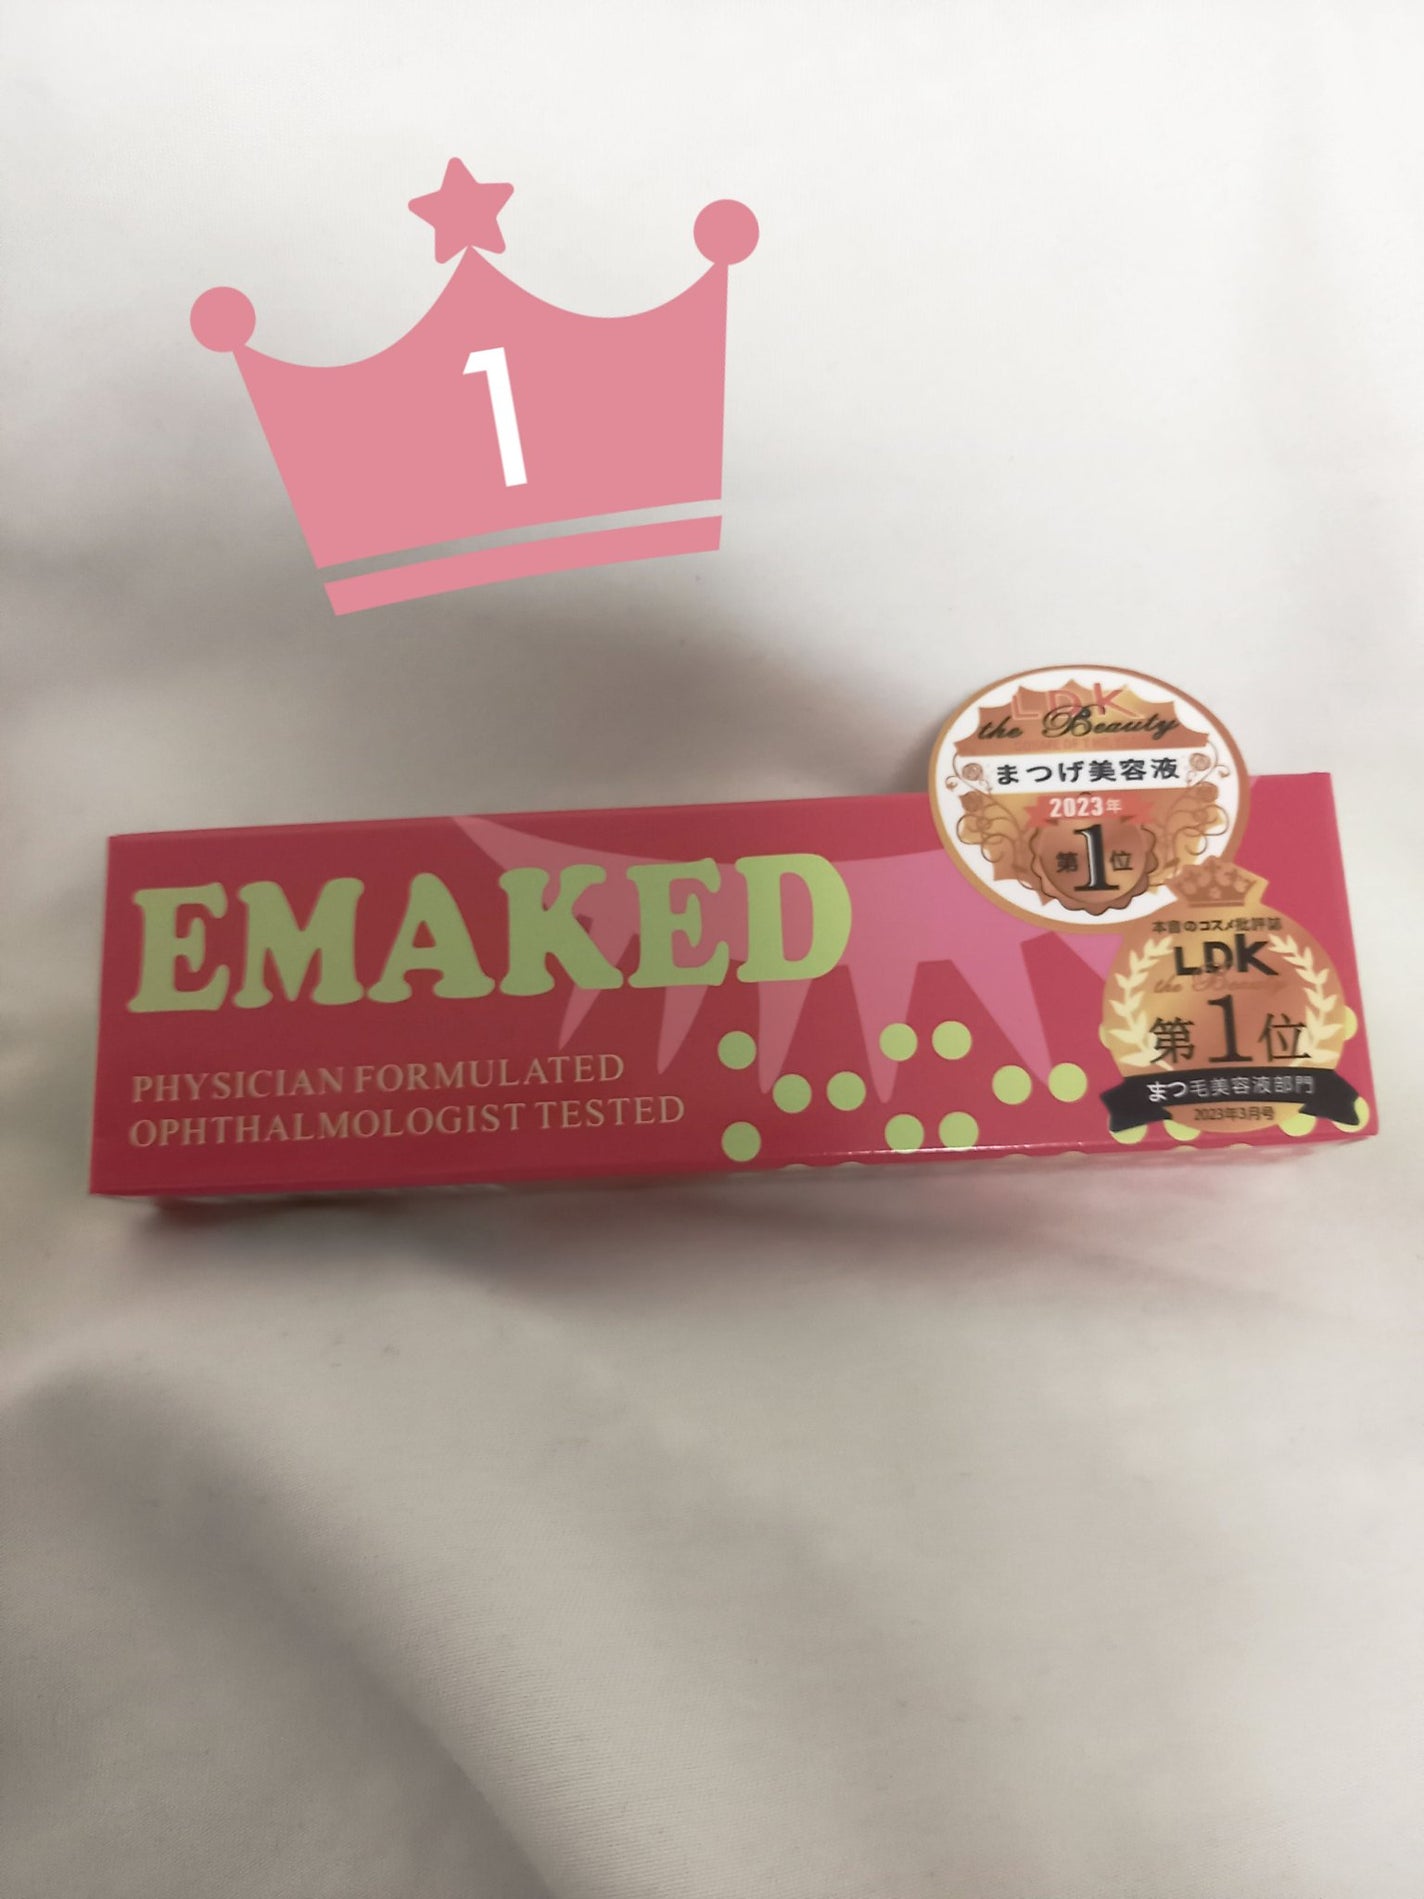 1
LDK
the Beauty
まつげ美容液
2023年
第1位
EMAKED
本音のコスメ批評誌
LDK
the Beauty
第1位
まつ毛美容液部門
2023年3月号
PHYSICIAN FORMULATED
OPHTHALMOLOGIST TESTED